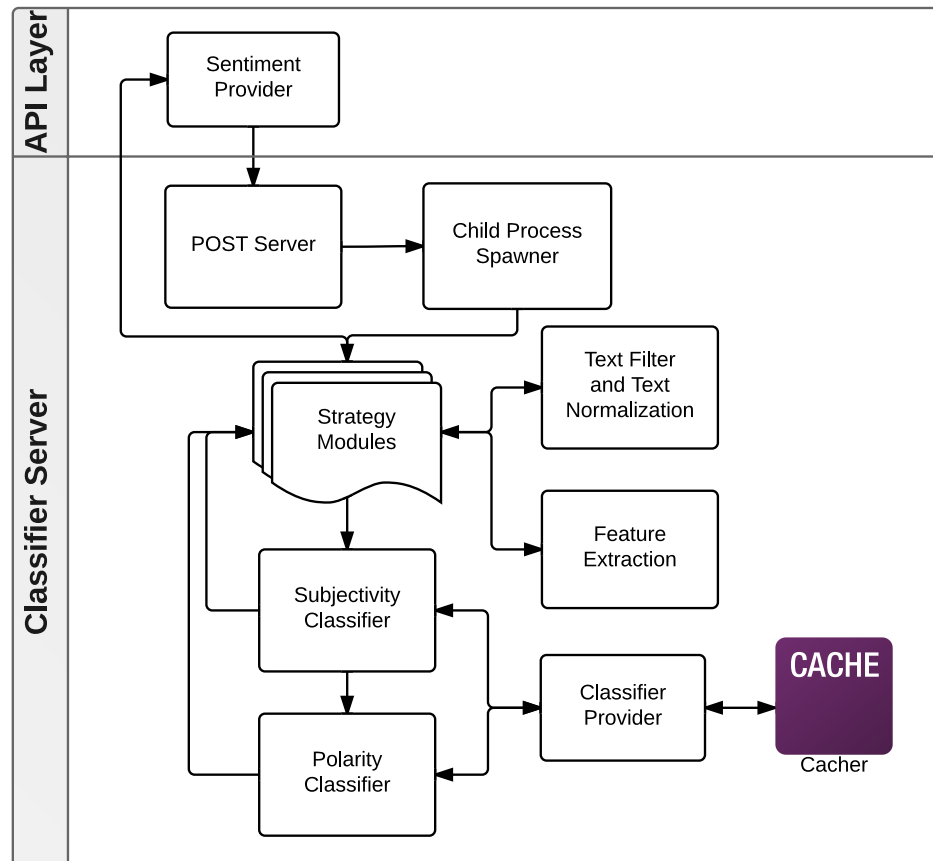 API Layer
Sentiment
Provider
POST Server
Child Process
Spawner
Classifier Server
Text Filter
and Text
Normalization
Strategy
Modules
Feature
Extraction
Subjectivity
Classifier
Classifier
Provider
CACHE
Cacher
Polarity
Classifier